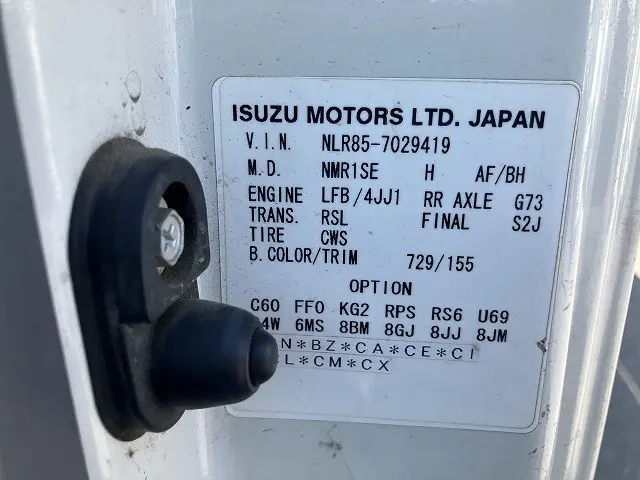 ISUZU MOTORS LTD. JAPAN
V.I.N. NLR85-7029419
M.D. NMR1SE H AF/BH
ENGINE LFB/4JJ1 RR AXLE G73
TRANS. RSL FINAL S2J
TIRE CWS
B.COLOR/TRIM 729/155
OPTION
C60 FF0 KG2 RPS RS6 U69
4W 6MS 8BM 8GJ 8JJ 8JM
N*BZ*CA*CE*CI
L*CM*CX